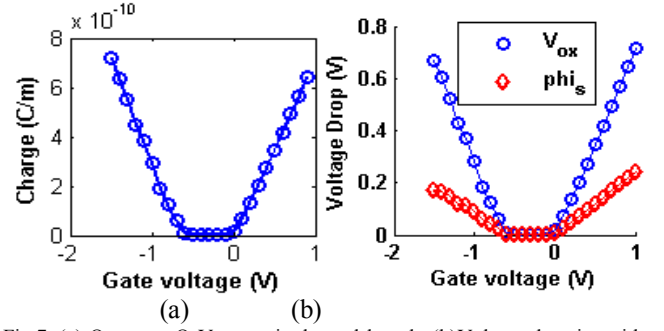 x 10^-10
8
6
4
2
0
-2 -1 0 1
Charge (C/m)
Gate voltage (V)
(a)
0.8
0.6
0.4
0.2
0
-2 -1 0 1
Voltage Drop (V)
V_ox
phi_s
Gate voltage (V)
(b)